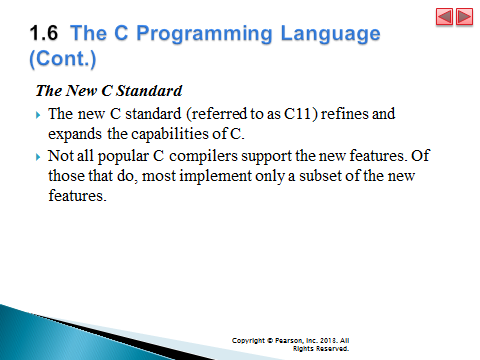 1.6 The C Programming Language
(Cont.)
The New C Standard
The new C standard (referred to as C11) refines and
expands the capabilities of C.
Not all popular C compilers support the new features. Of
those that do, most implement only a subset of the new
features.
Copyright © Pearson, Inc. 2013. All
Rights Reserved.